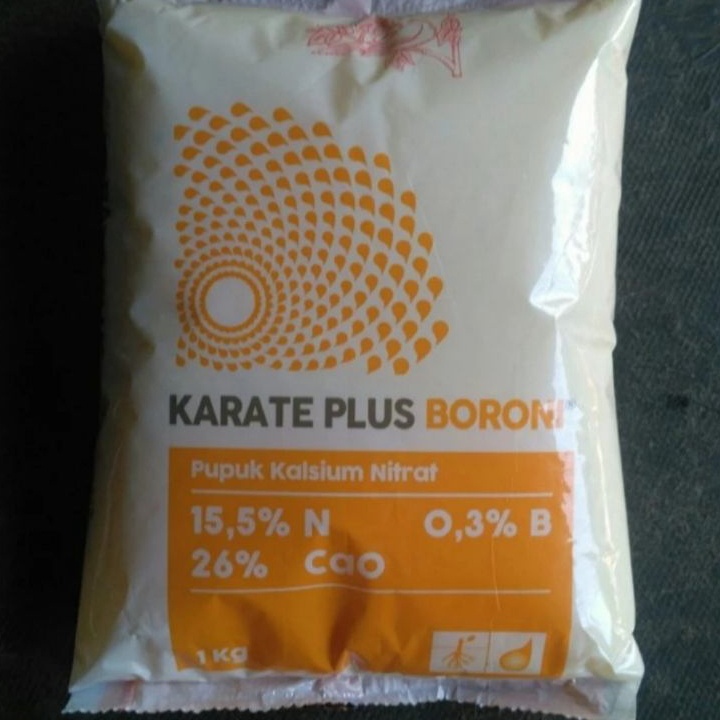 KARATE PLUS BORONI
Pupuk Kalsium Nitrat
15,5% N 0,3% B
26% CaO
1 Kg